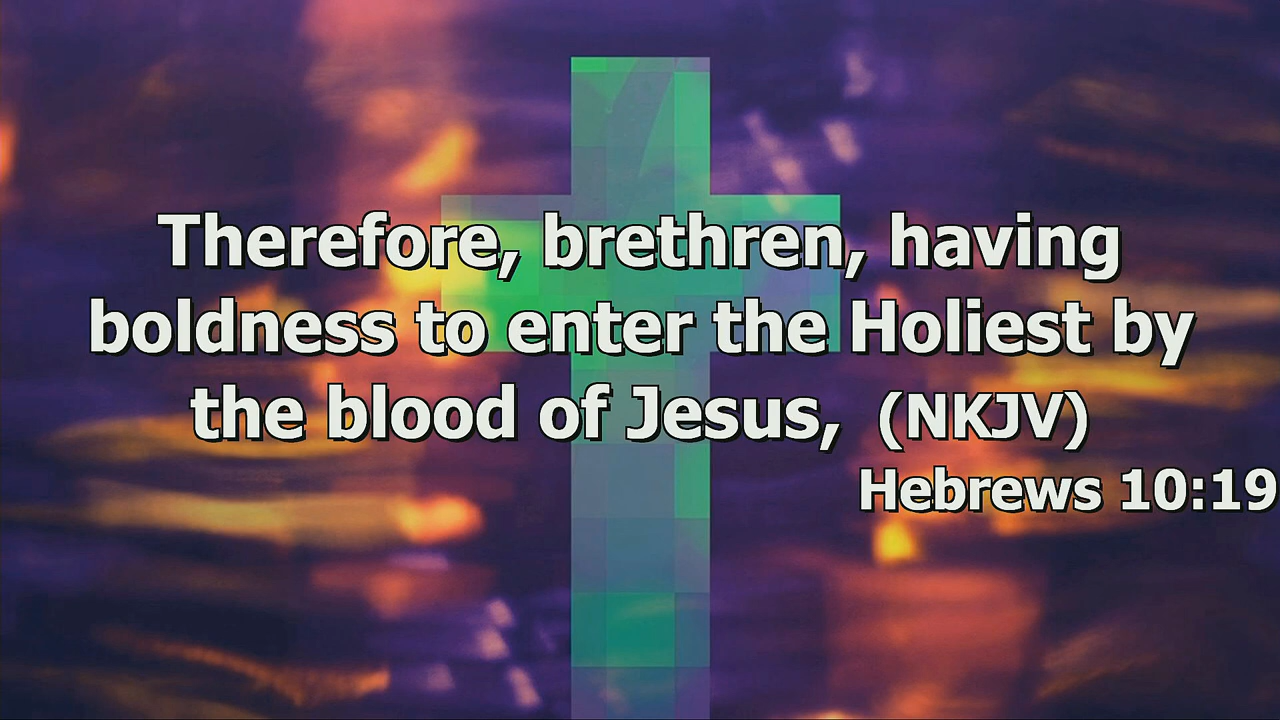 Therefore, brethren, having
boldness to enter the Holiest by
the blood of Jesus, (NKJV)
Hebrews 10:19